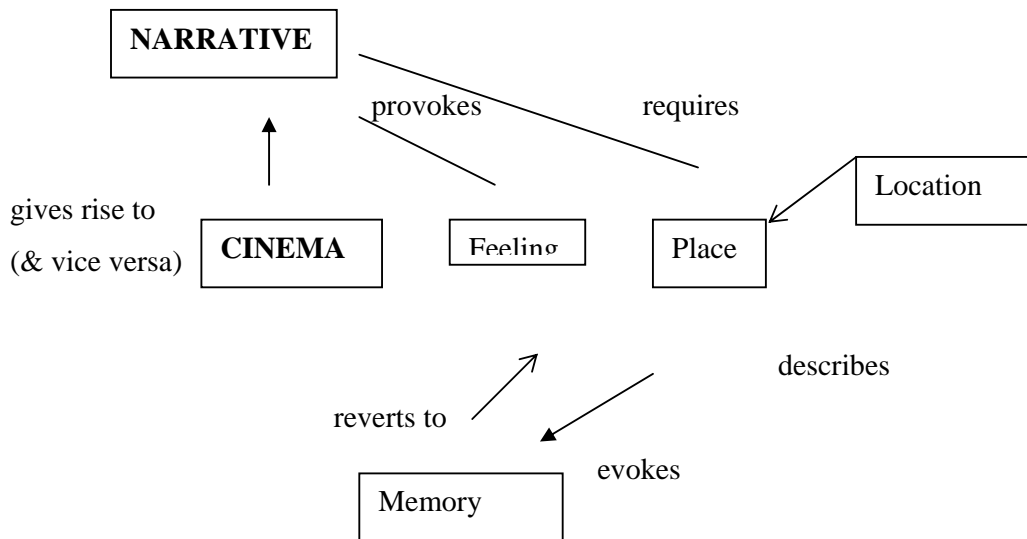 NARRATIVE
provokes
requires
Location
gives rise to
(& vice versa)
CINEMA
Feeling
Place
describes
reverts to
evokes
Memory